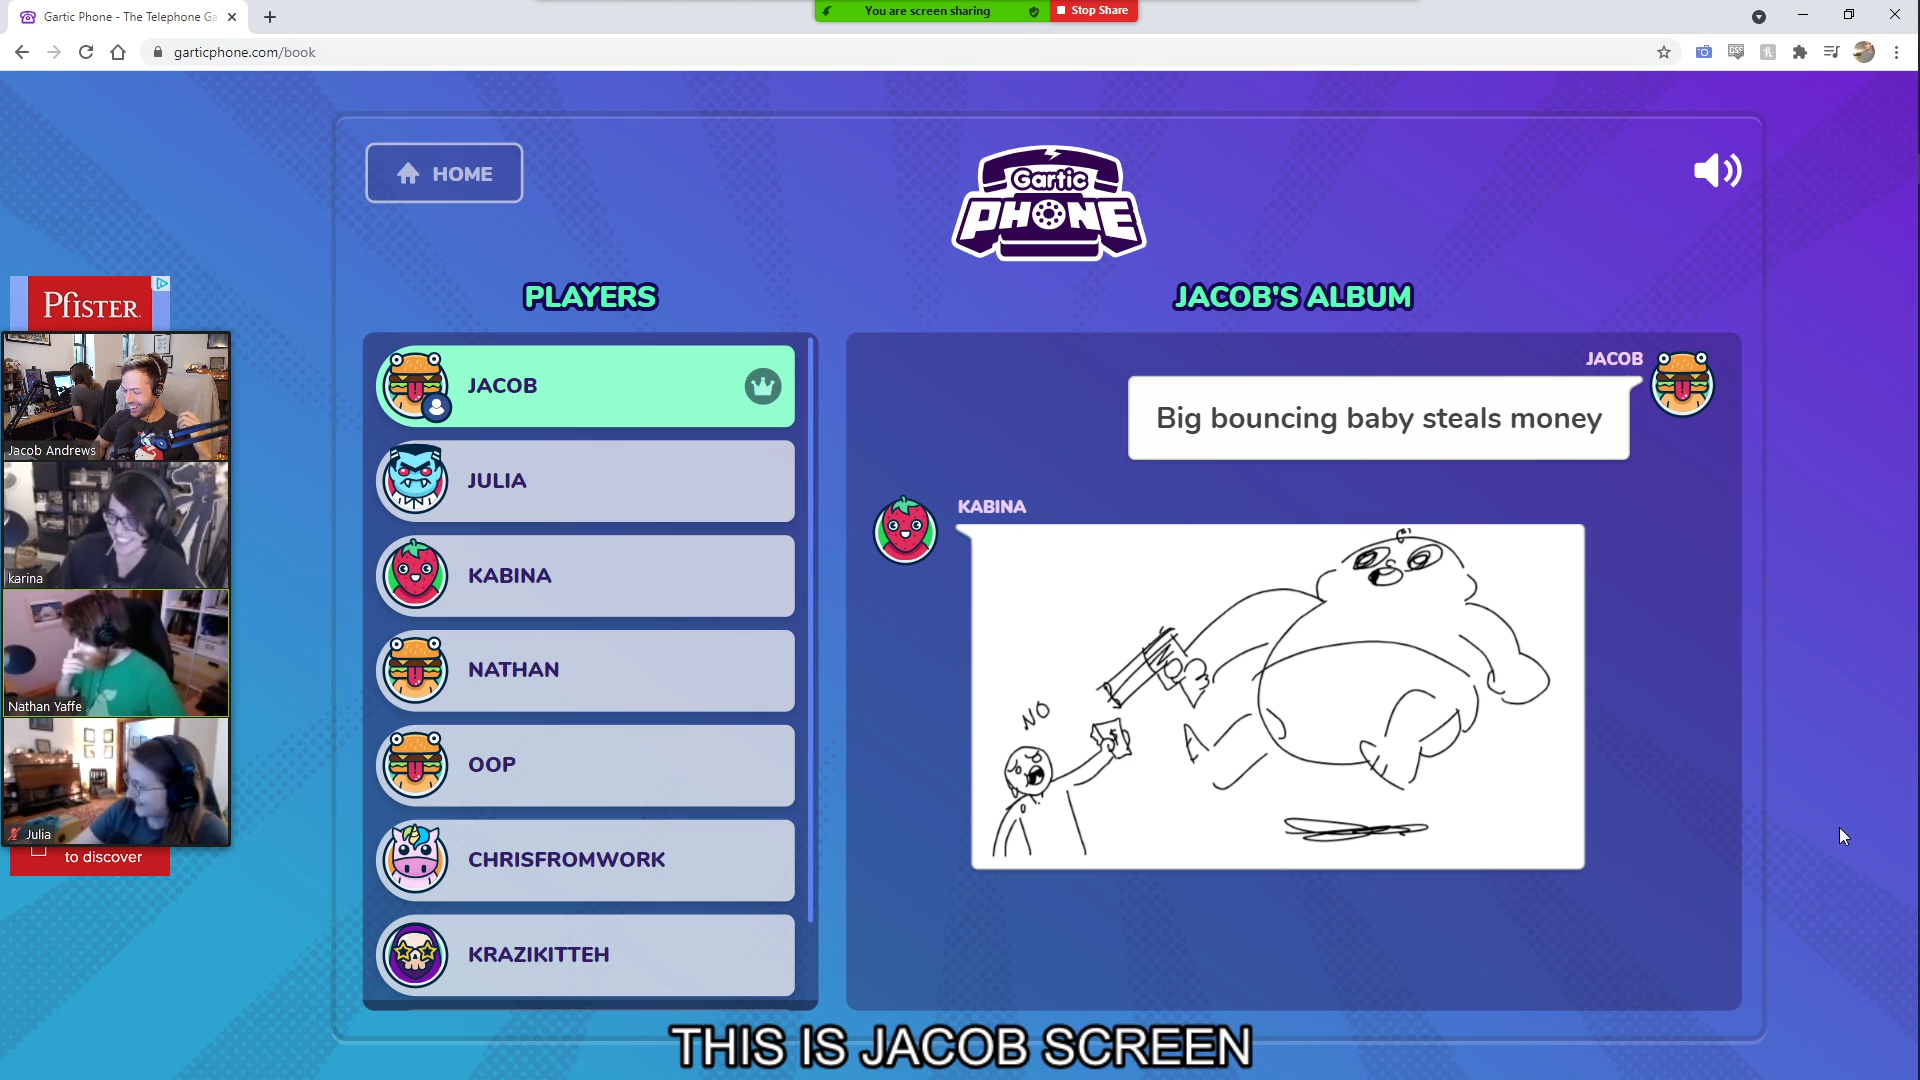 Gartic Phone - The Telephone Ga
You are screen sharing
Stop Share
garticphone.com/book
HOME
Gartic
PHONE
PLAYERS
JACOB
JULIA
KABINA
NATHAN
OOP
CHRISFROMWORK
KRAZIKITTEH
JACOB'S ALBUM
JACOB
Big bouncing baby steals money
KABINA
NO
$
PFISTER
Jacob Andrews
karina
Nathan Yaffe
Julia
to discover
THIS IS JACOB SCREEN